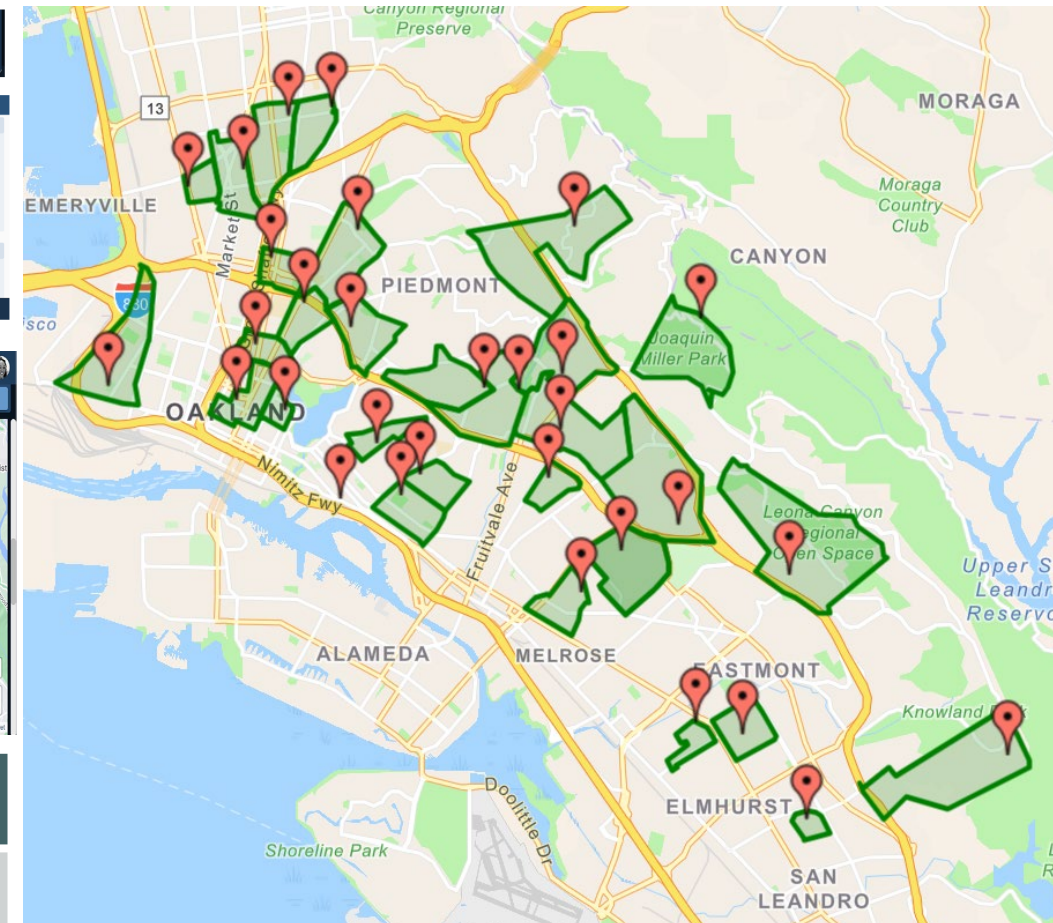 Canyon Regional
Preserve
13
MORAGA
EMERYVILLE
Market St
Moraga
Country
Club
CANYON
PIEDMONT
880
isco
Joaquin
Miller Park
OAKLAND
Nimitz Fwy
Fruitvale Ave
Leona Canyon
Regional
Open Space
Upper S
Leandr
Reservo
ALAMEDA
MELROSE
EASTMONT
Knowland Park
Doolittle Dr
ELMHURST
Shoreline Park
SAN
LEANDRO